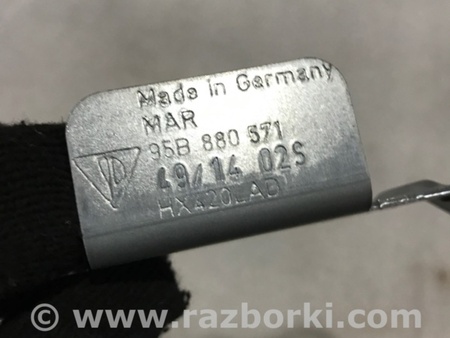 Made in Germany
MAR
95B 880 571
49/14 02S
HX420LAD
© www.razborki.com